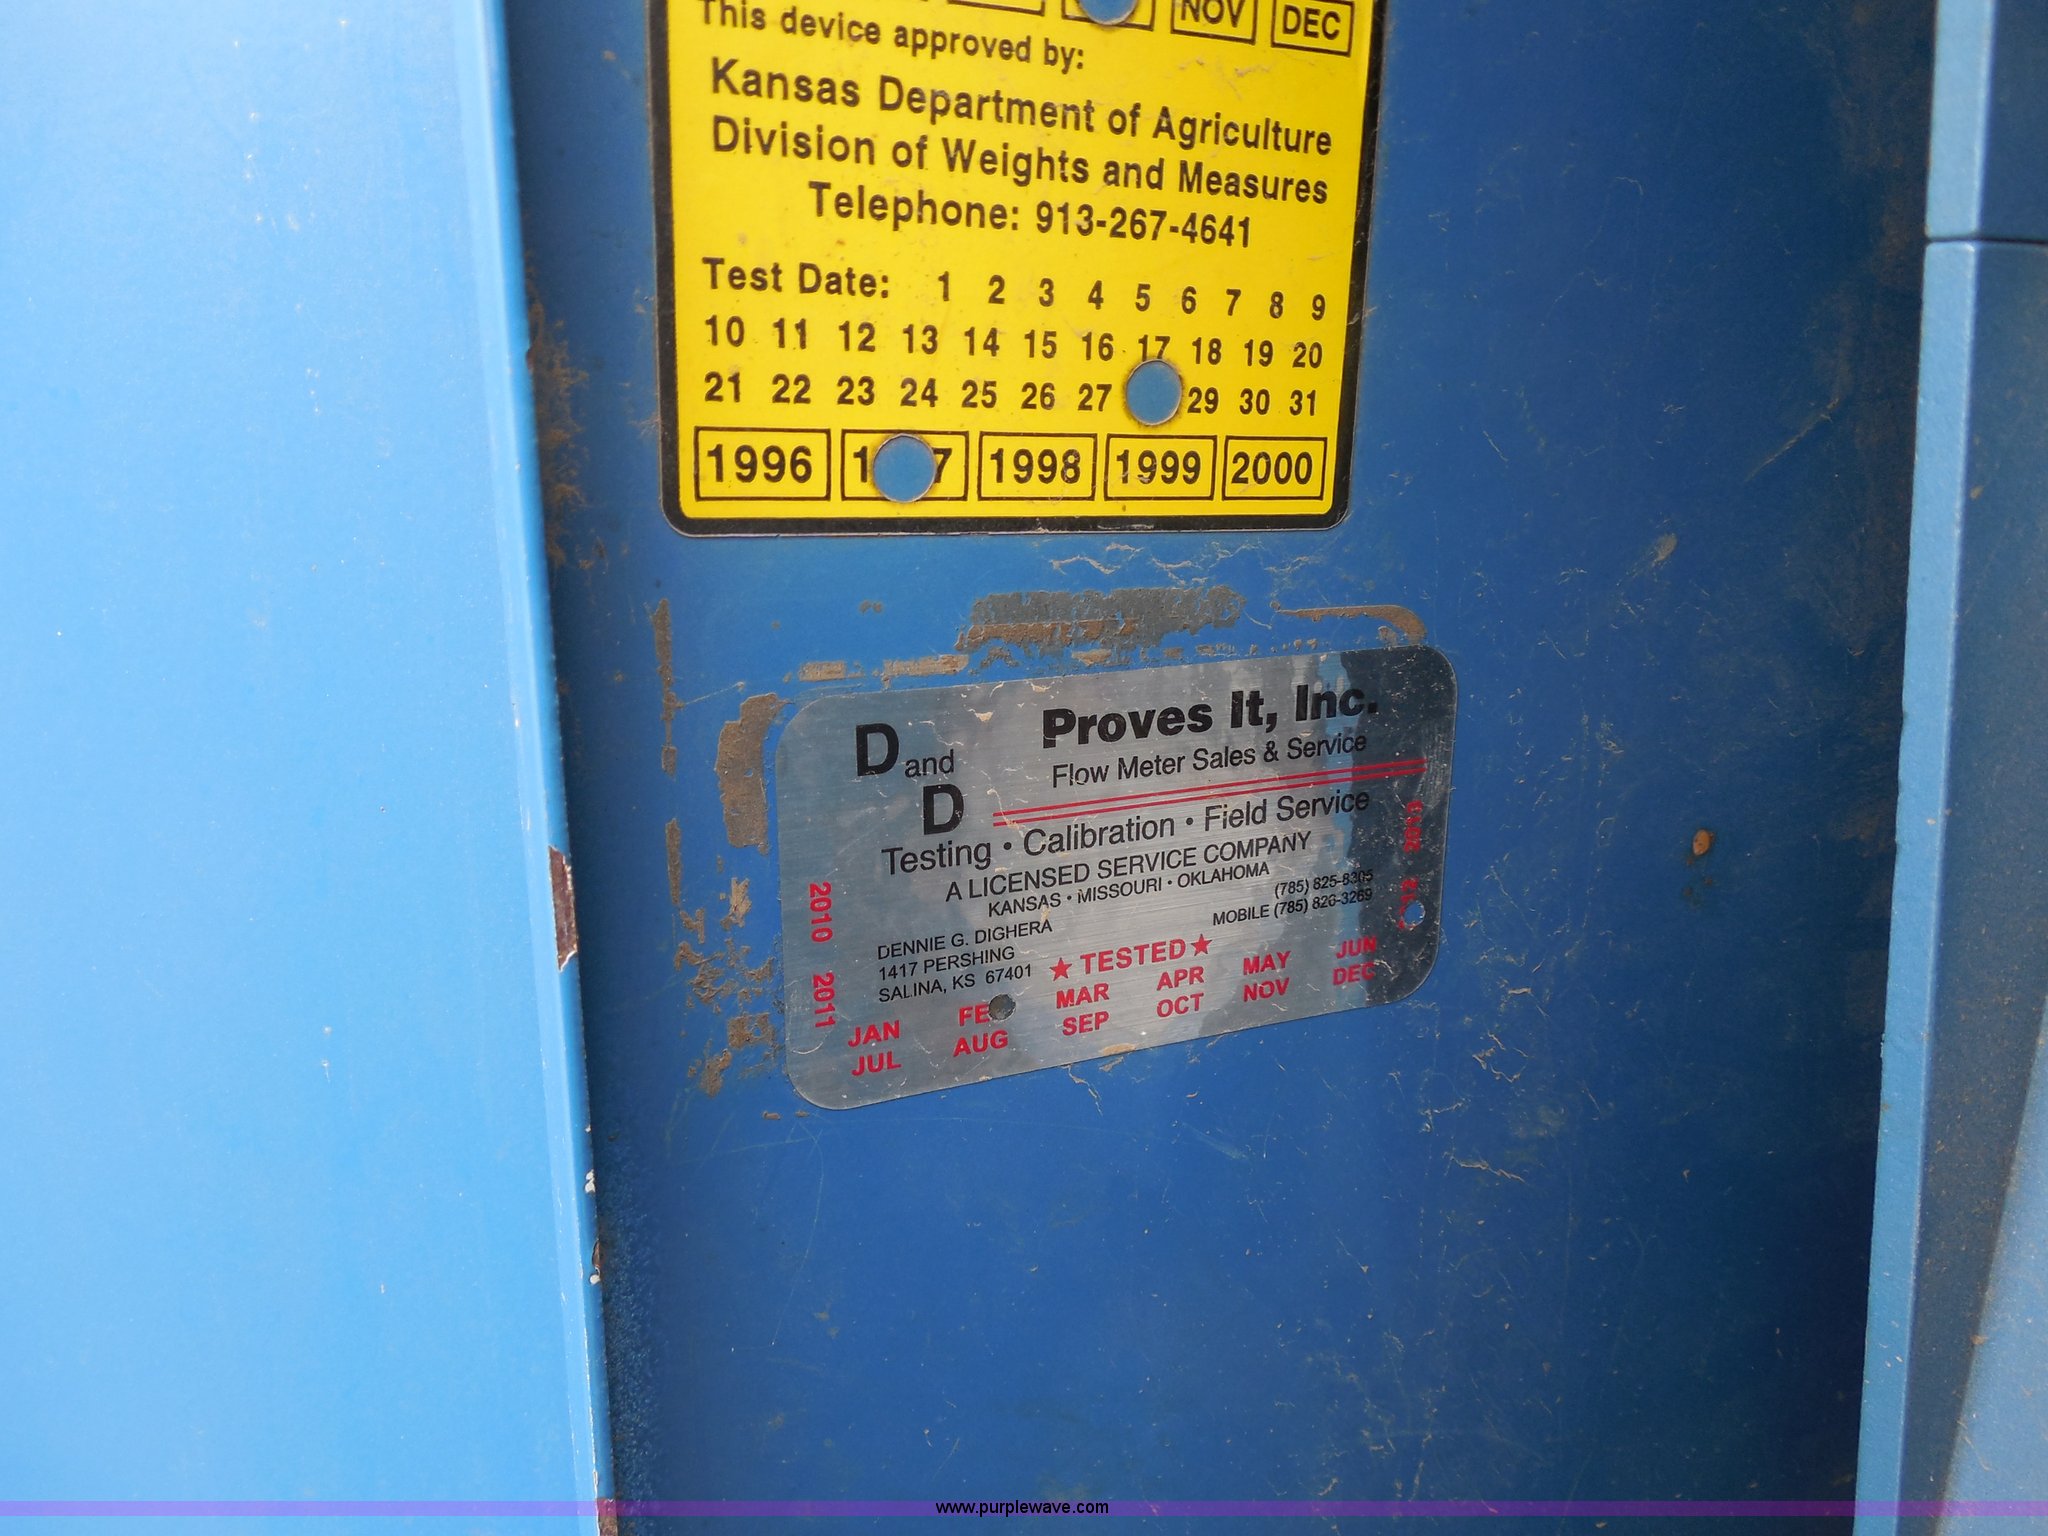 NOV DEC
This device approved by:
Kansas Department of Agriculture
Division of Weights and Measures
Telephone: 913-267-4641
Test Date: 1 2 3 4 5 6 7 8 9
10 11 12 13 14 15 16 17 18 19 20
21 22 23 24 25 26 27 29 30 31
1996 1 7 1998 1999 2000
D and D
Proves It, Inc.
Flow Meter Sales & Service
Testing • Calibration • Field Service
A LICENSED SERVICE COMPANY
KANSAS • MISSOURI • OKLAHOMA
(785) 825-8305
MOBILE (785) 826-3269
DENNIE G. DIGHERA
1417 PERSHING
SALINA, KS 67401
★ TESTED ★
JAN FE MAR APR MAY JUN
JUL AUG SEP OCT NOV DEC
2010 2011
www.purplewave.com